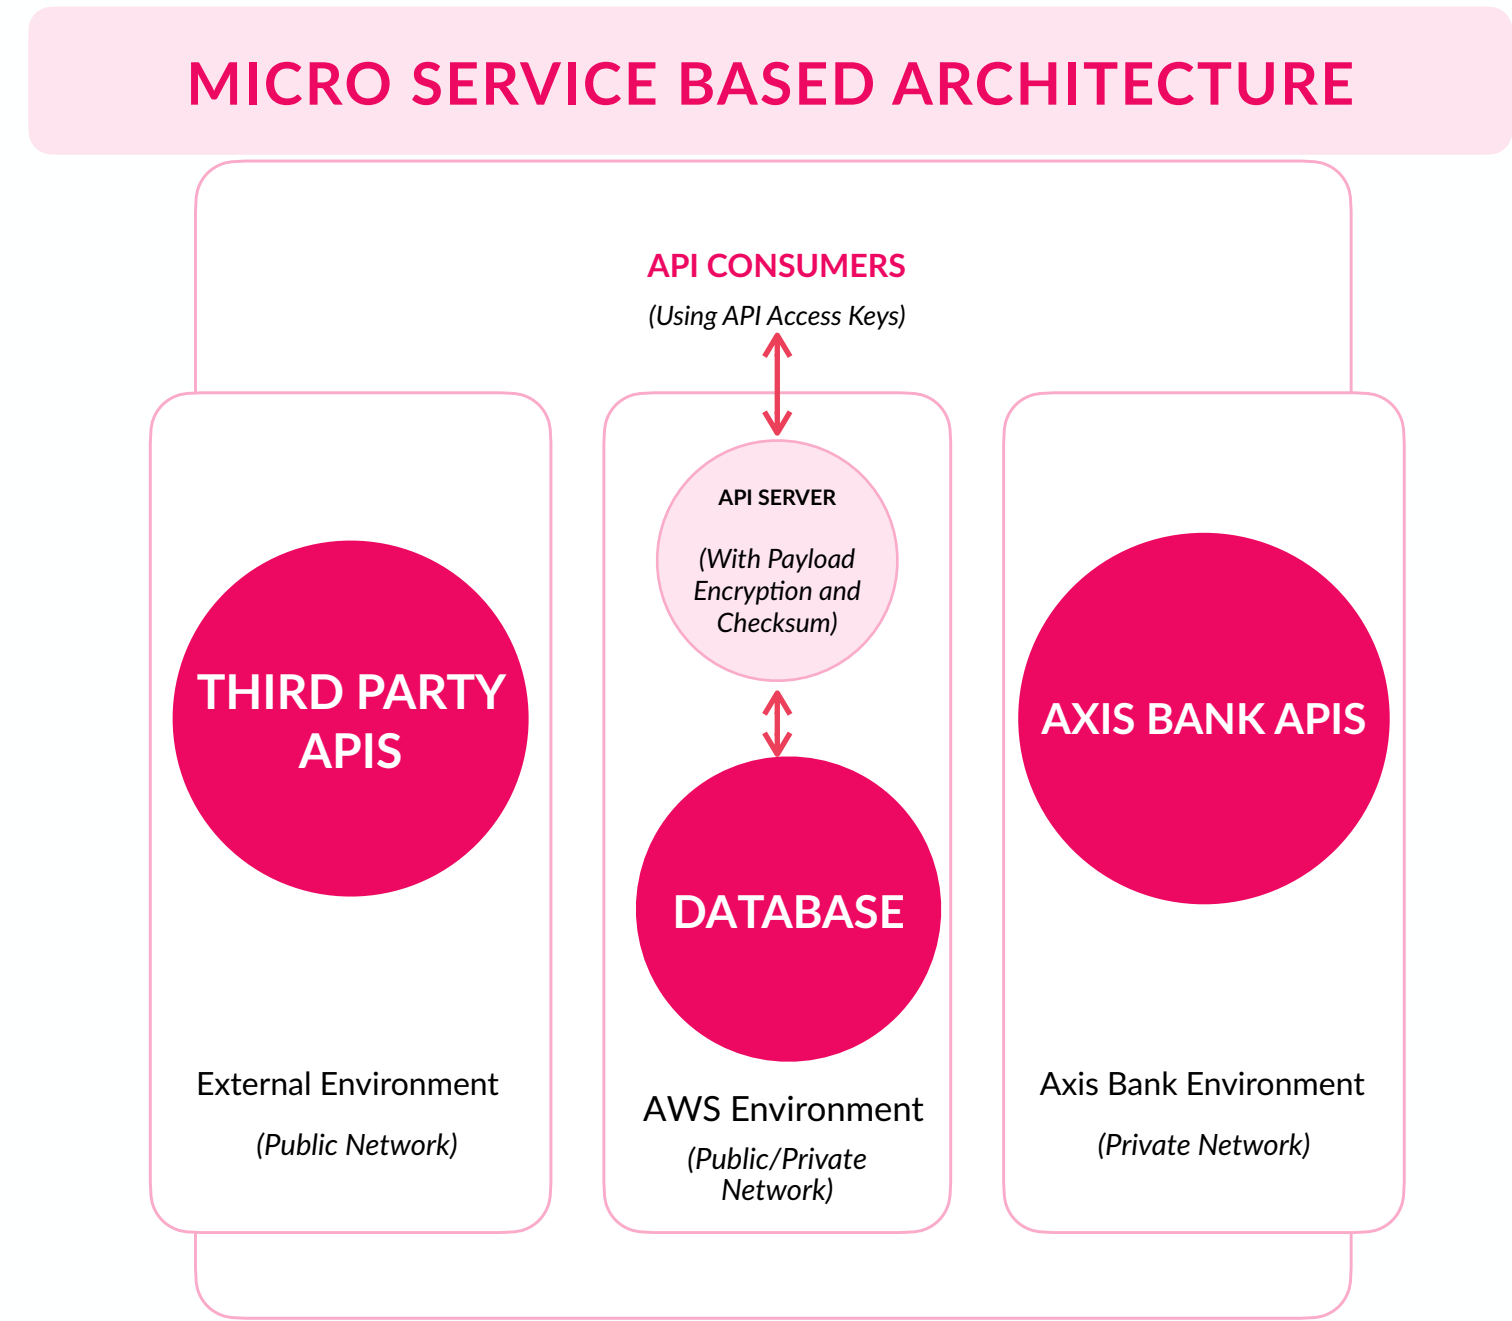 MICRO SERVICE BASED ARCHITECTURE
API CONSUMERS
(Using API Access Keys)
THIRD PARTY
APIS
External Environment
(Public Network)
API SERVER
(With Payload
Encryption and
Checksum)
DATABASE
AWS Environment
(Public/Private
Network)
AXIS BANK APIS
Axis Bank Environment
(Private Network)